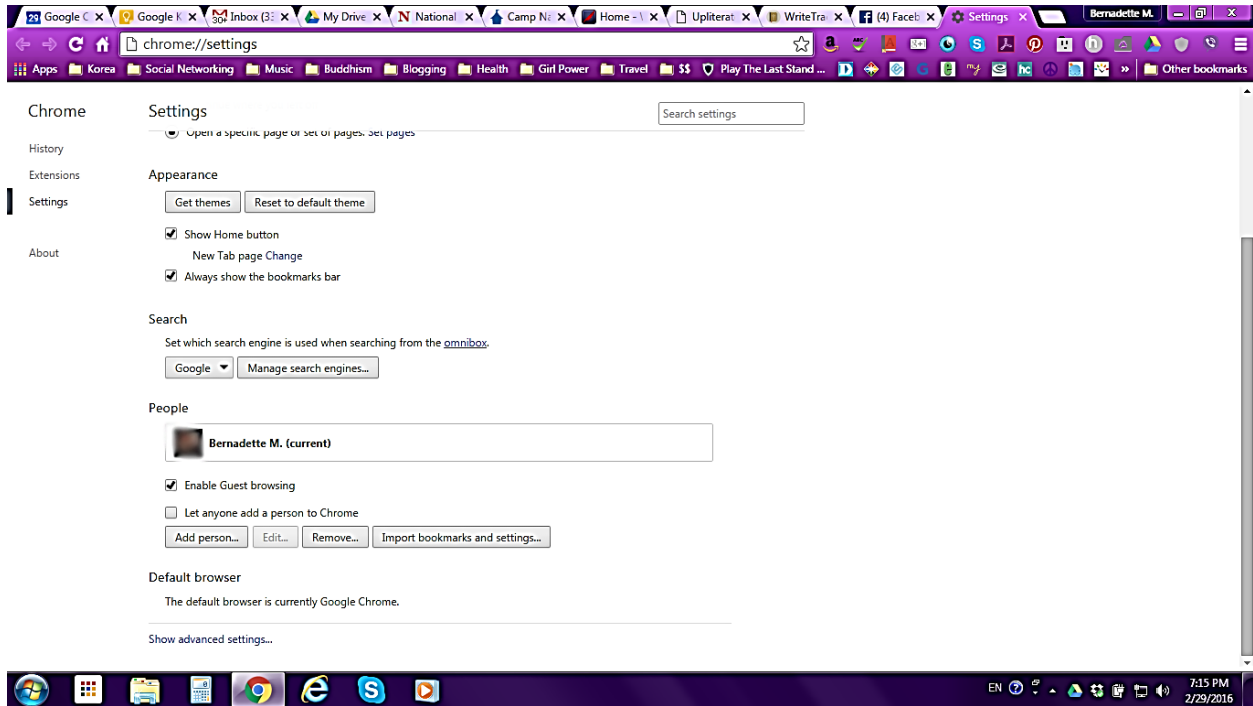 29 Google C
Google K
30+ Inbox (33
My Drive
N National
Camp Na
Home - \
Upliterat
WriteTra
(4) Faceb
Settings
Bernadette M.
chrome://settings
Apps Korea Social Networking Music Buddhism Blogging Health Girl Power Travel $$ Play The Last Stand ... » Other bookmarks
Chrome
History
Extensions
Settings
About
Settings
Search settings
Open a specific page or set of pages. Set pages
Appearance
Get themes Reset to default theme
Show Home button
New Tab page Change
Always show the bookmarks bar
Search
Set which search engine is used when searching from the omnibox.
Google Manage search engines...
People
Bernadette M. (current)
Enable Guest browsing
Let anyone add a person to Chrome
Add person... Edit... Remove... Import bookmarks and settings...
Default browser
The default browser is currently Google Chrome.
Show advanced settings...
EN 7:15 PM
2/29/2016